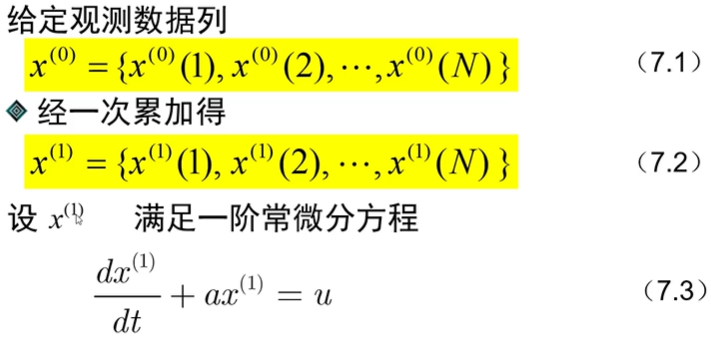 给定观测数据列
x^{(0)} = {x^{(0)}(1), x^{(0)}(2), ⋯, x^{(0)}(N) } （7.1）
经一次累加得
x^{(1)} = {x^{(1)}(1), x^{(1)}(2), ⋯, x^{(1)}(N) } （7.2）
设 x^{(1)} 满足一阶常微分方程
\frac{dx^{(1)}}{dt} + ax^{(1)} = u （7.3）